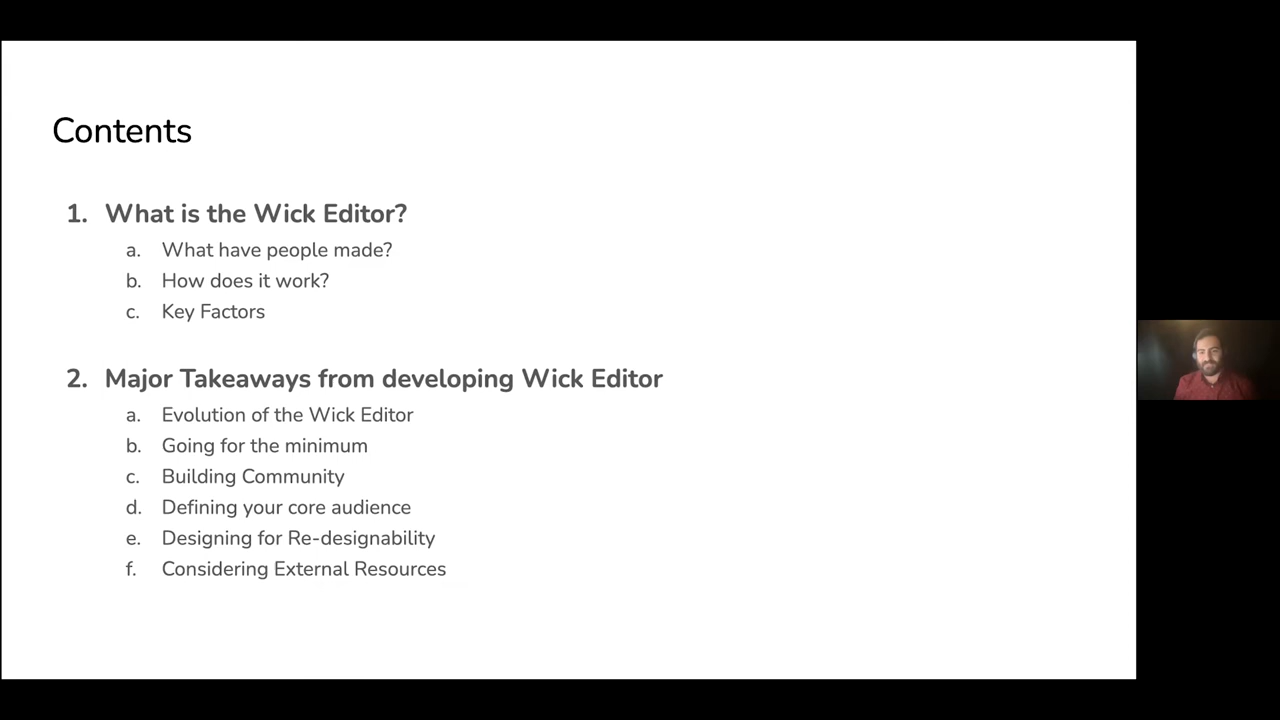 Contents
1. What is the Wick Editor?
a. What have people made?
b. How does it work?
c. Key Factors
2. Major Takeaways from developing Wick Editor
a. Evolution of the Wick Editor
b. Going for the minimum
c. Building Community
d. Defining your core audience
e. Designing for Re-designability
f. Considering External Resources